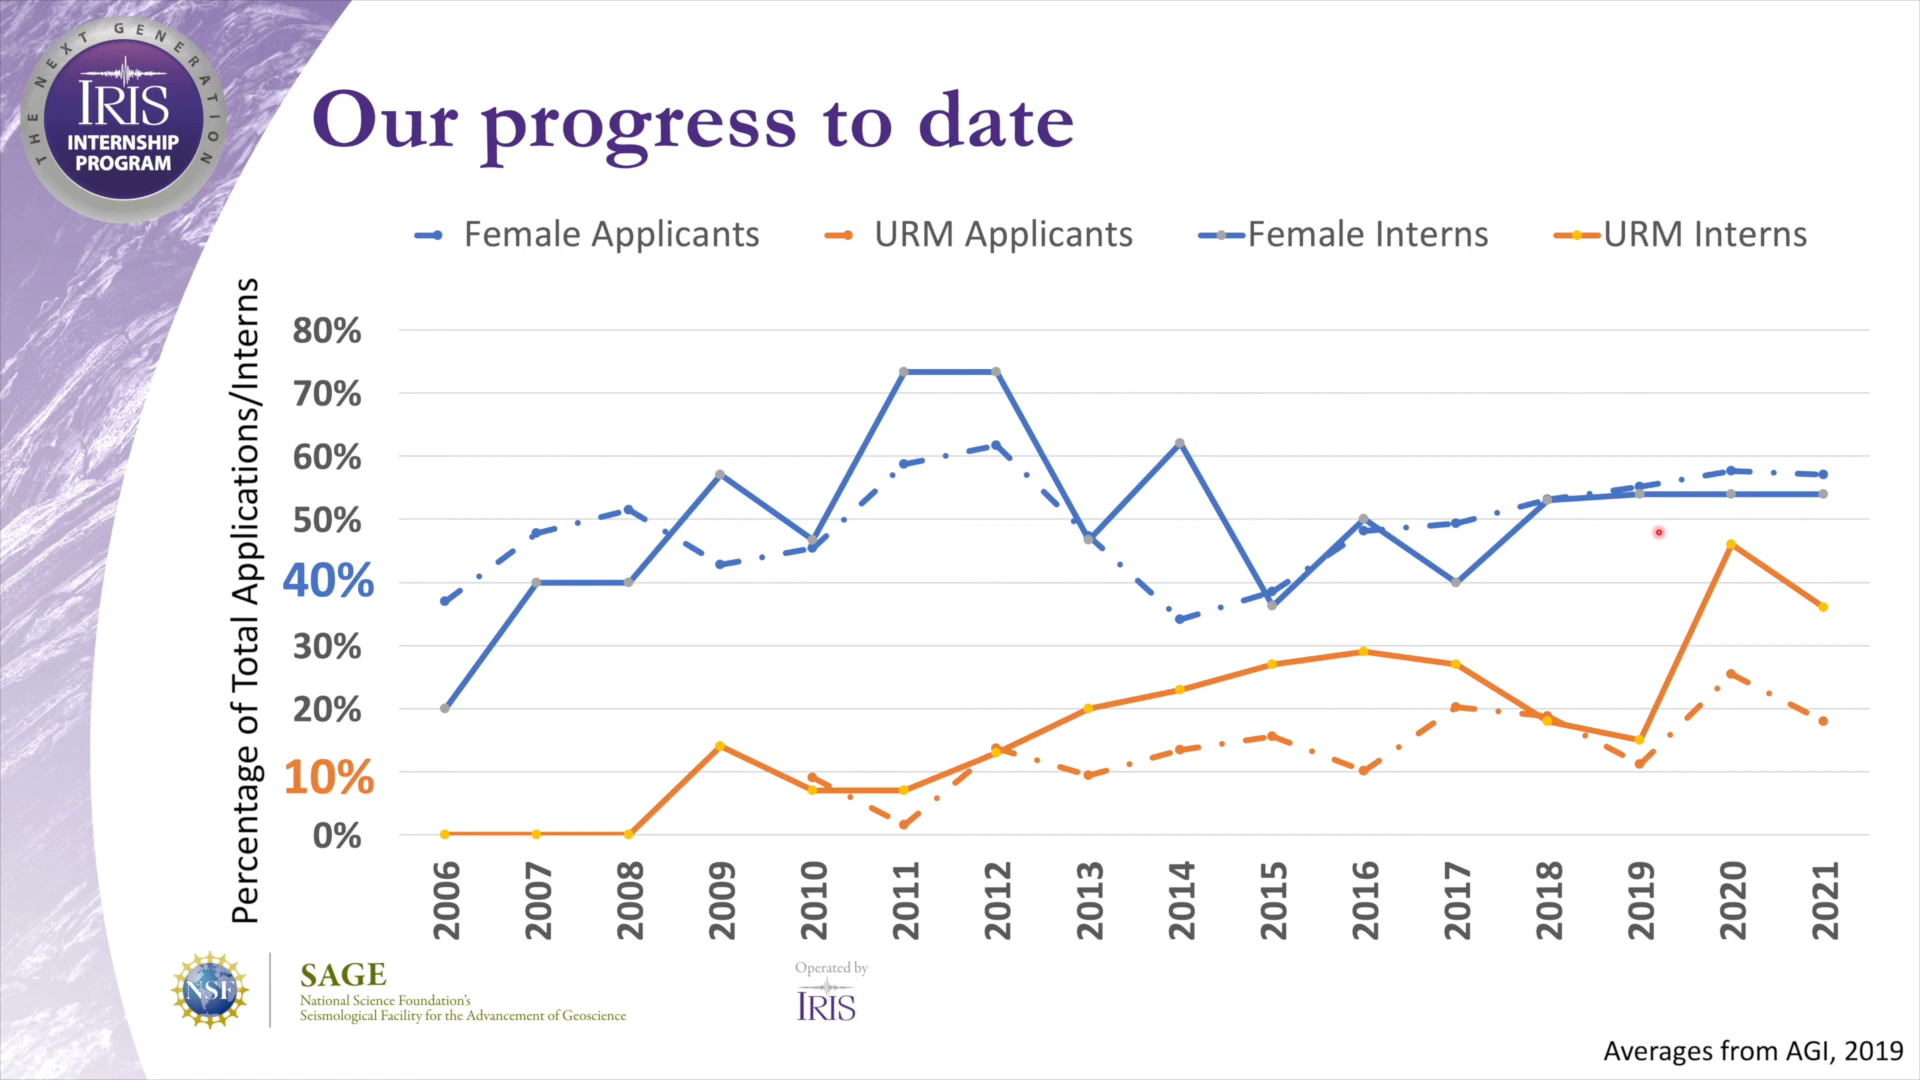 THE NEXT GENERATION
IRIS
INTERNSHIP
PROGRAM
Our progress to date
Female Applicants
URM Applicants
Female Interns
URM Interns
Percentage of Total Applications/Interns
80%
70%
60%
50%
40%
30%
20%
10%
0%
2006
2007
2008
2009
2010
2011
2012
2013
2014
2015
2016
2017
2018
2019
2020
2021
NSF
SAGE
National Science Foundation's
Seismological Facility for the Advancement of Geoscience
Operated by
IRIS
Averages from AGI, 2019